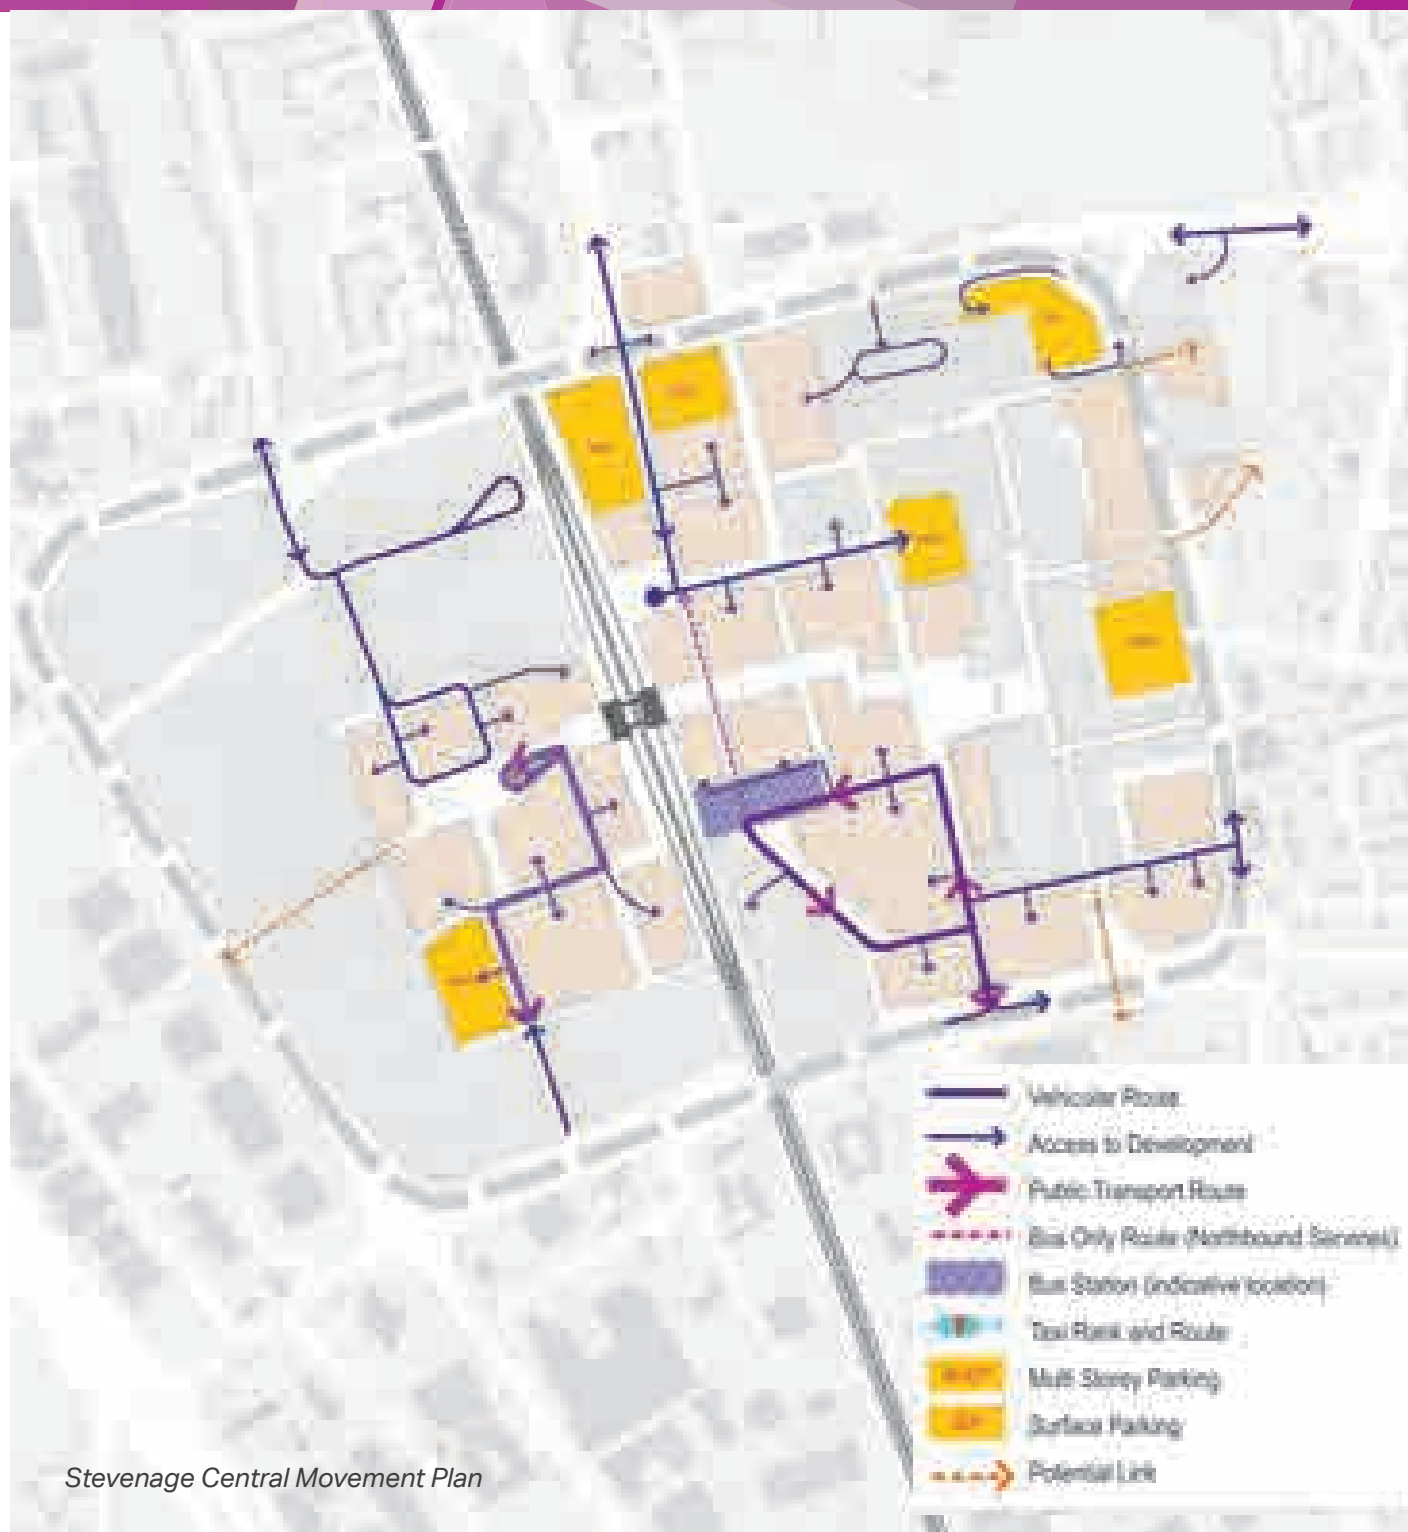 Vehicular Route
Access to Development
Public Transport Route
Bus Only Route (Northbound Services)
Bus Station (indicative location)
Taxi Rank and Route
Multi Storey Parking
Surface Parking
Potential Link
Stevenage Central Movement Plan